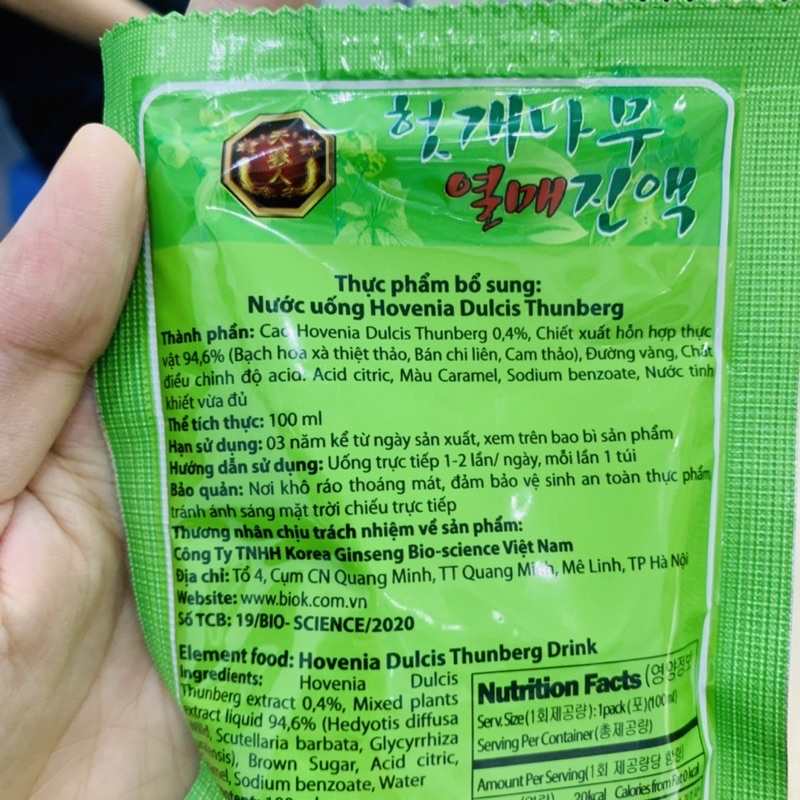 헛개나무
열매진액
Thực phẩm bổ sung:
Nước uống Hovenia Dulcis Thunberg
Thành phần: Cao Hovenia Dulcis Thunberg 0,4%, Chiết xuất hỗn hợp thực
vật 94,6% (Bạch hoa xà thiệt thảo, Bán chi liên, Cam thảo), Đường vàng, Chất
điều chỉnh độ acid. Acid citric, Màu Caramel, Sodium benzoate, Nước tinh
khiết vừa đủ
Thể tích thực: 100 ml
Hạn sử dụng: 03 năm kể từ ngày sản xuất, xem trên bao bì sản phẩm
Hướng dẫn sử dụng: Uống trực tiếp 1-2 lần/ ngày, mỗi lần 1 túi
Bảo quản: Nơi khô ráo thoáng mát, đảm bảo vệ sinh an toàn thực phẩm,
tránh ánh sáng mặt trời chiếu trực tiếp
Thương nhân chịu trách nhiệm về sản phẩm:
Công Ty TNHH Korea Ginseng Bio-science Việt Nam
Địa chỉ: Tổ 4, Cụm CN Quang Minh, TT Quang Minh, Mê Linh, TP Hà Nội
Website: www.biok.com.vn
Số TCB: 19/BIO- SCIENCE/2020
Element food: Hovenia Dulcis Thunberg Drink
Ingredients: Hovenia Dulcis
Thunberg extract 0,4%, Mixed plants
extract liquid 94,6% (Hedyotis diffusa
Scutellaria barbata, Glycyrrhiza
Brown Sugar, Acid citric,
Sodium benzoate, Water
100
Nutrition Facts (영양정보
Serv. Size (1회제공량) : 1pack (포)(100ml)
Serving Per Container (총제공량)
Amount Per Serving(1회 제공량당 함량)
20kcal Calories from Fat 0 kcal